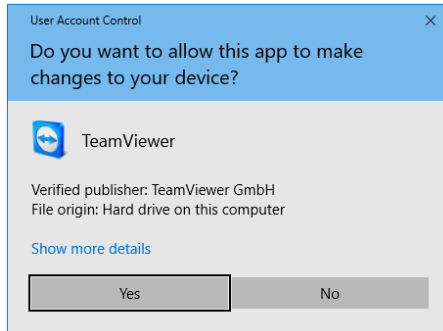 User Account Control
Do you want to allow this app to make
changes to your device?
TeamViewer
Verified publisher: TeamViewer GmbH
File origin: Hard drive on this computer
Show more details
Yes
No